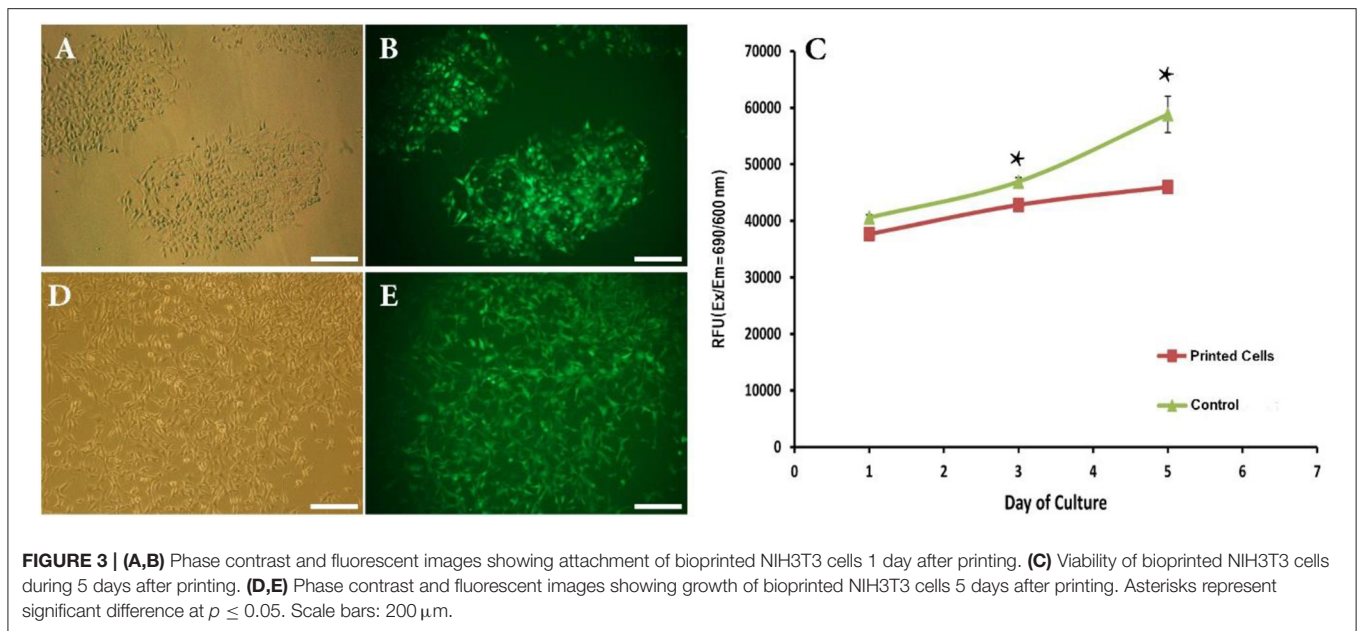 A
B
D
E
C
70000
60000
50000
40000
30000
20000
10000
0
RFU(Ex/Em=690/600 nm)
Printed Cells
Control
0 1 2 3 4 5 6 7
Day of Culture
FIGURE 3 | (A,B) Phase contrast and fluorescent images showing attachment of bioprinted NIH3T3 cells 1 day after printing. (C) Viability of bioprinted NIH3T3 cells
during 5 days after printing. (D,E) Phase contrast and fluorescent images showing growth of bioprinted NIH3T3 cells 5 days after printing. Asterisks represent
significant difference at p ≤ 0.05. Scale bars: 200 μm.